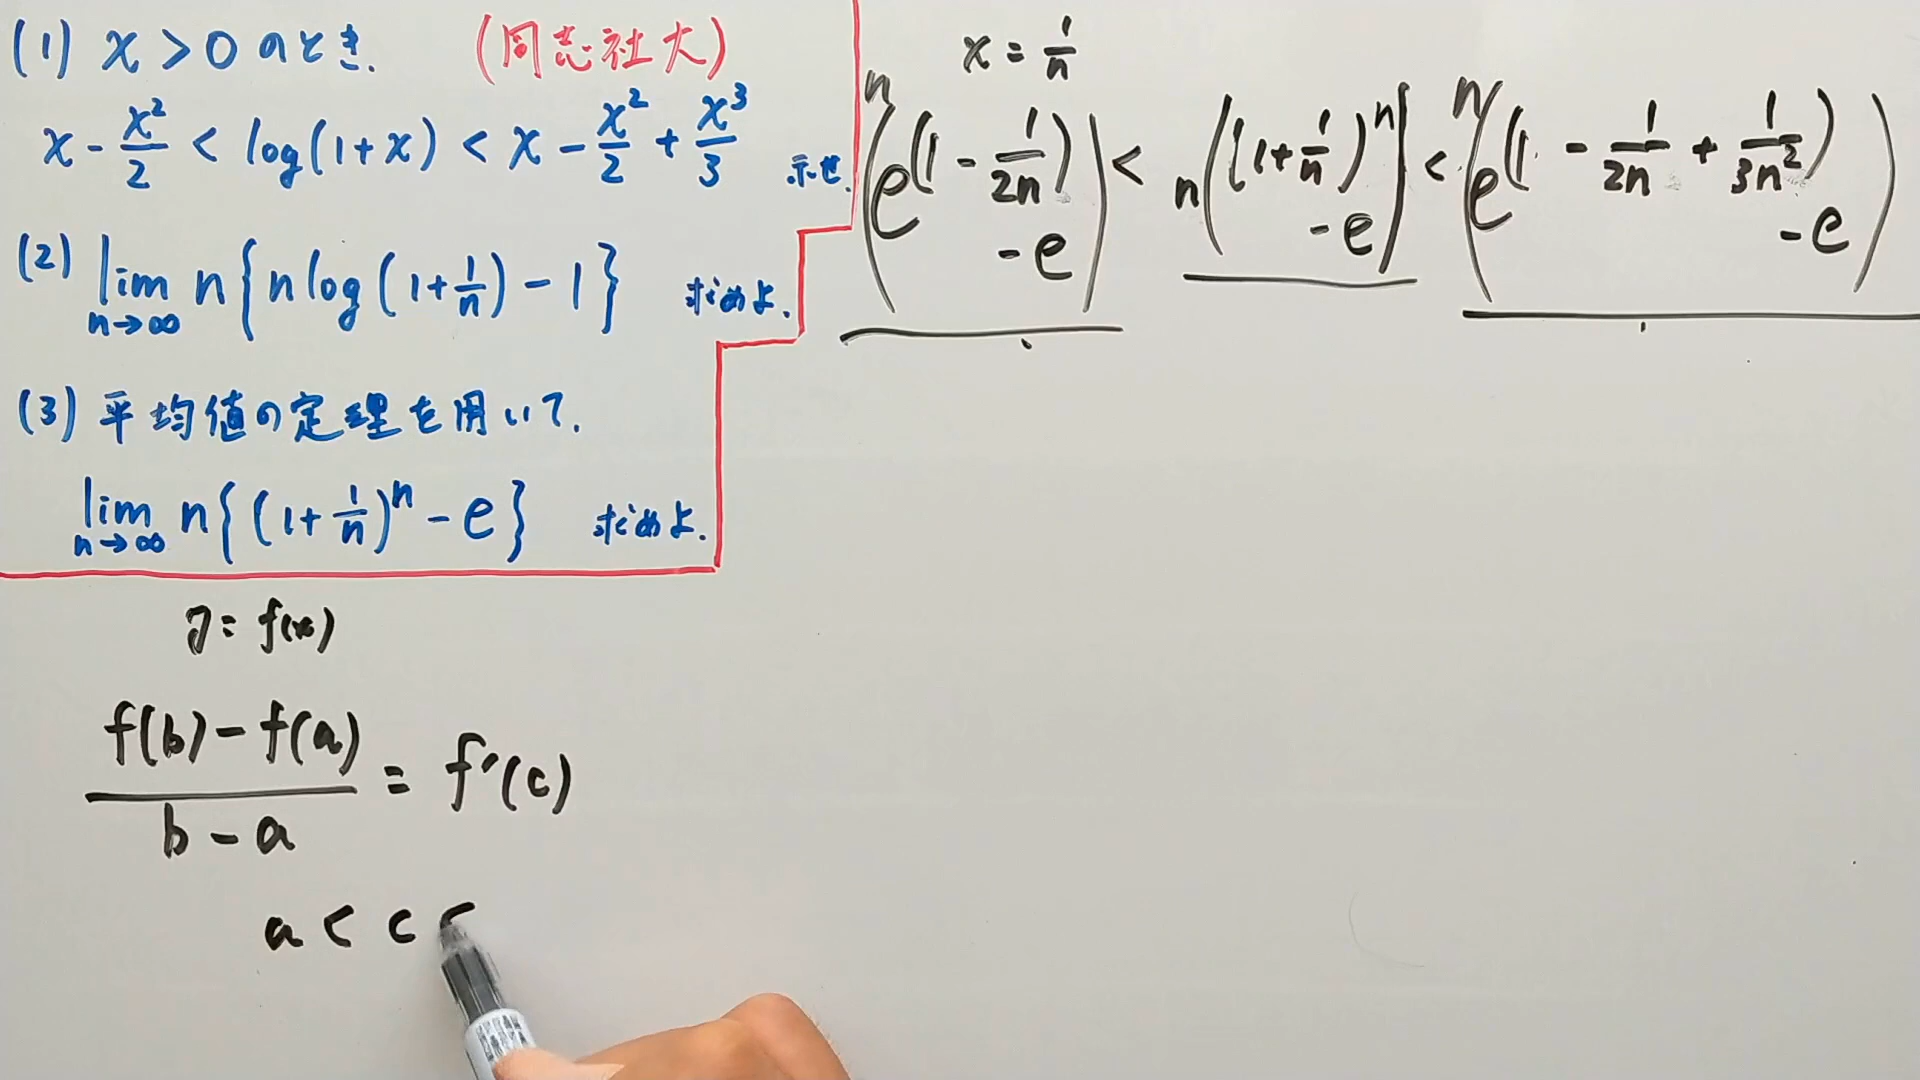 (1) x > 0 のとき. (同志社大)
x - x²/2 < log(1+x) < x - x²/2 + x³/3 示せ.
(2) lim n→∞ n{n log(1+1/n) - 1} 求めよ.
(3) 平均値の定理を用いて.
lim n→∞ n{(1+1/n)ⁿ - e} 求めよ.
y = f(x)
(f(b) - f(a))/(b - a) = f'(c)
a < c <
x = 1/n
n(e^(1 - 1/2n) - e) < n((1+1/n)ⁿ - e) < n(e^(1 - 1/2n + 1/3n²) - e)